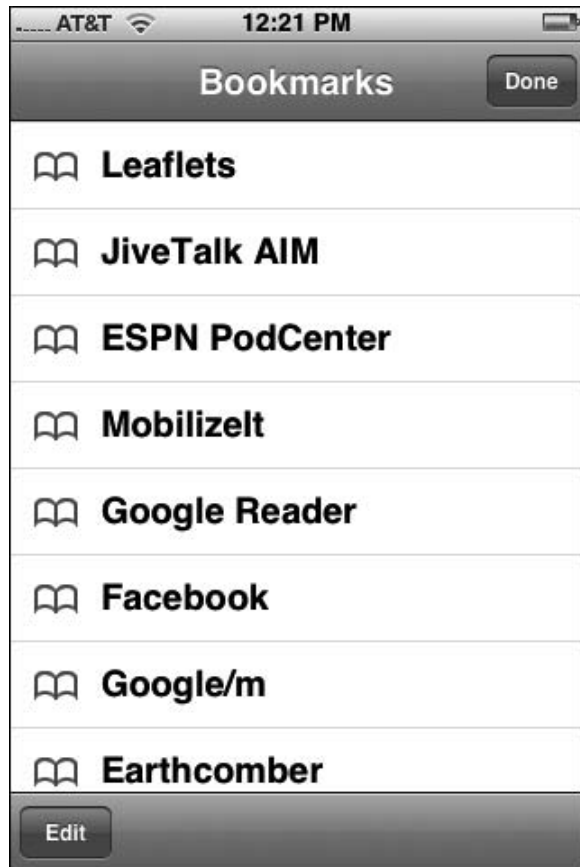 AT&T 12:21 PM
Bookmarks Done
Leaflets
JiveTalk AIM
ESPN PodCenter
MobilizeIt
Google Reader
Facebook
Google/m
Earthcomber
Edit